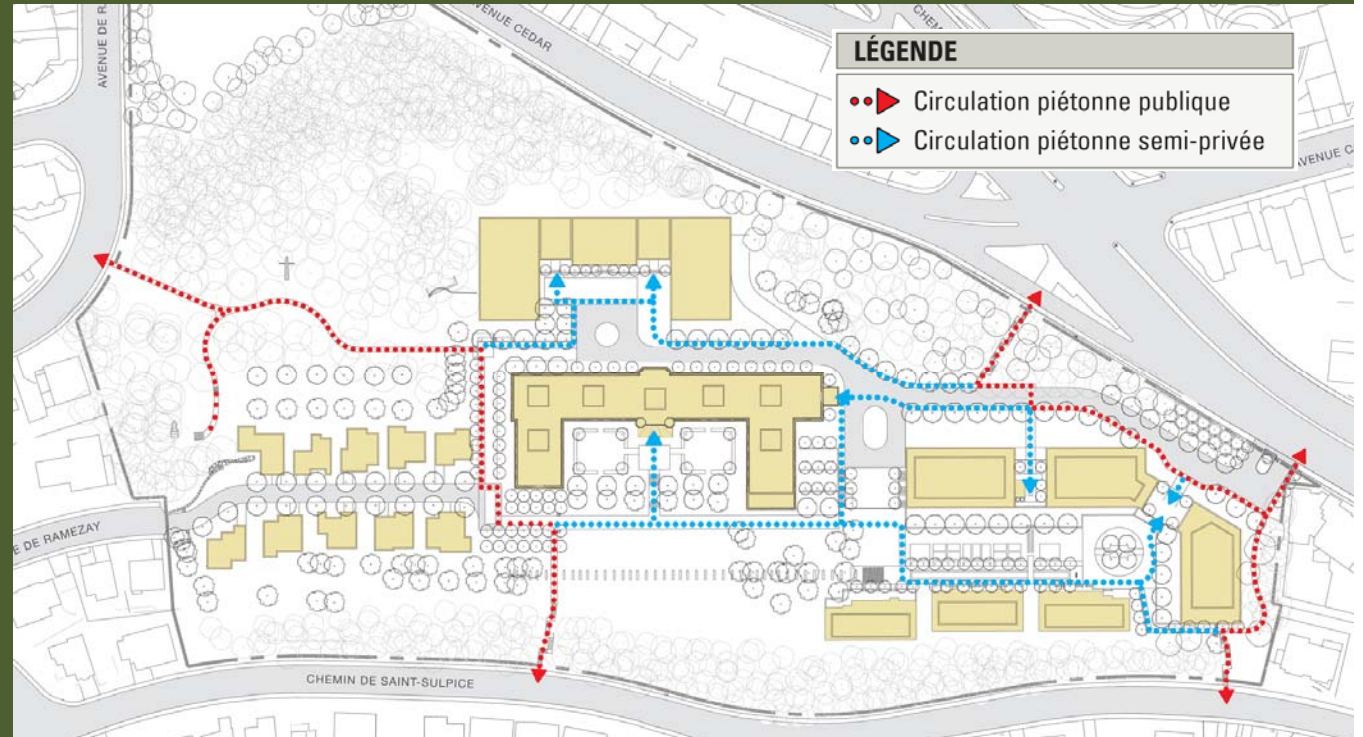 AVENUE DE R
AVENUE CEDAR
CHEM
LÉGENDE
Circulation piétonne publique
Circulation piétonne semi-privée
AVENUE C
E DE RAMEZAY
CHEMIN DE SAINT-SULPICE